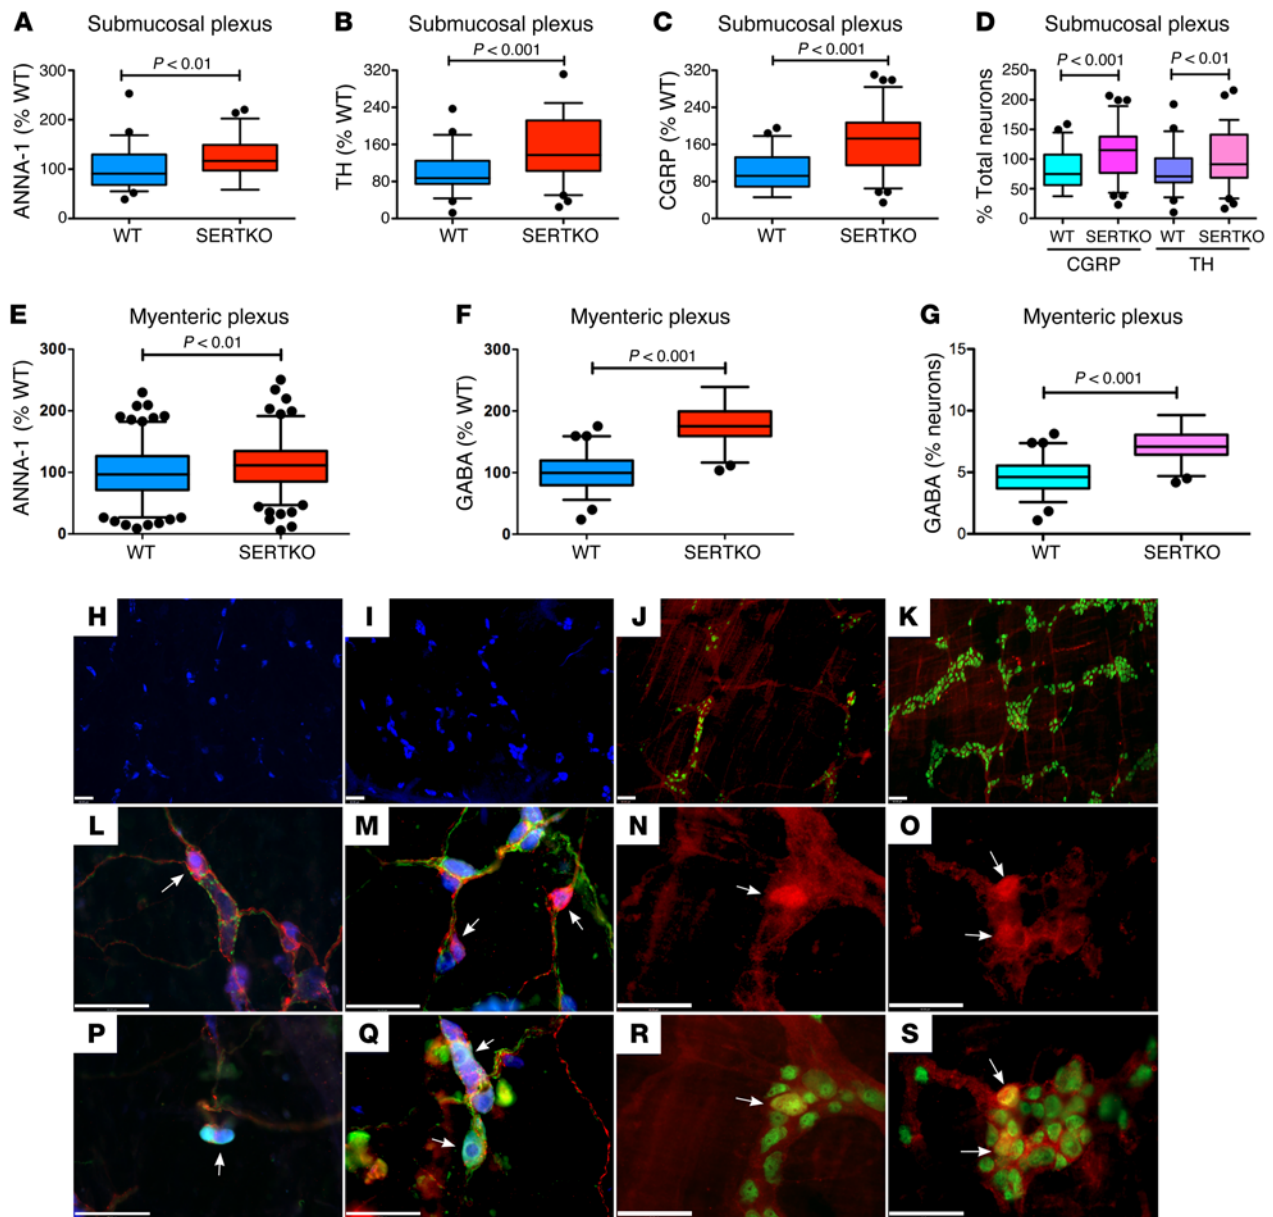 A Submucosal plexus
P < 0.01
ANNA-1 (% WT)
300
200
100
0
WT SERTKO
B Submucosal plexus
P < 0.001
TH (% WT)
320
240
160
80
0
WT SERTKO
C Submucosal plexus
P < 0.001
CGRP (% WT)
320
240
160
80
0
WT SERTKO
D Submucosal plexus
P < 0.001 P < 0.01
% Total neurons
250
200
150
100
50
0
WT SERTKO WT SERTKO
CGRP TH
E Myenteric plexus
P < 0.01
ANNA-1 (% WT)
300
200
100
0
WT SERTKO
F Myenteric plexus
P < 0.001
GABA (% WT)
300
200
100
0
WT SERTKO
G Myenteric plexus
P < 0.001
GABA (% neurons)
15
10
5
0
WT SERTKO
H I J K
L M N O
P Q R S